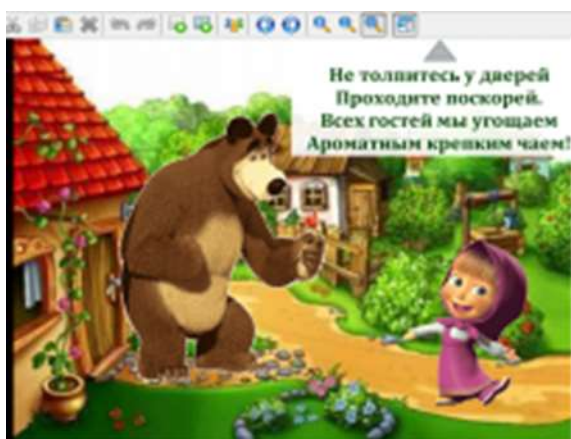 Не толпитесь у дверей
Проходите поскорей.
Всех гостей мы угощаем
Ароматным крепким чаем!